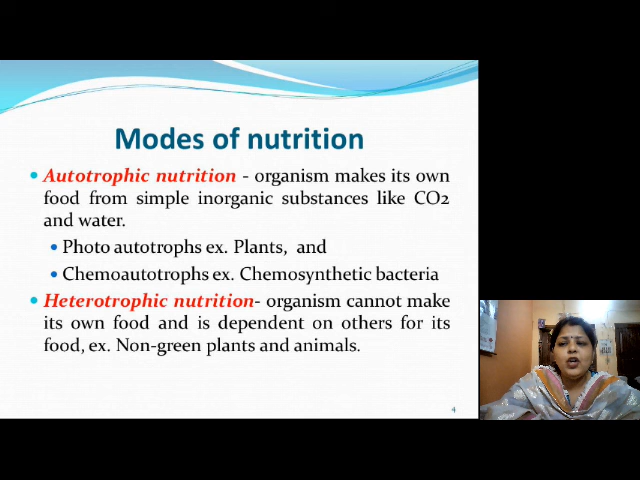 Modes of nutrition
Autotrophic nutrition - organism makes its own
food from simple inorganic substances like CO2
and water.
Photo autotrophs ex. Plants, and
Chemoautotrophs ex. Chemosynthetic bacteria
Heterotrophic nutrition- organism cannot make
its own food and is dependent on others for its
food, ex. Non-green plants and animals.
4